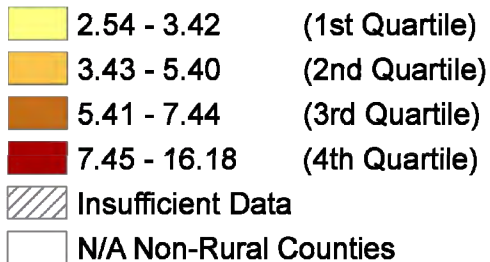 2.54 - 3.42 (1st Quartile)
3.43 - 5.40 (2nd Quartile)
5.41 - 7.44 (3rd Quartile)
7.45 - 16.18 (4th Quartile)
Insufficient Data
N/A Non-Rural Counties